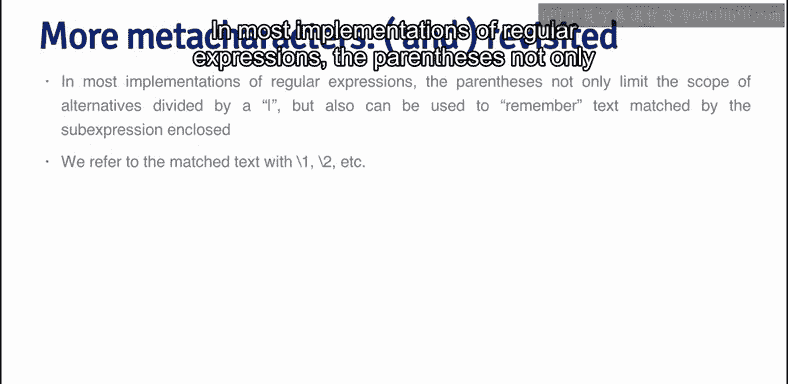 More metacharacters: ( and ) revisited
In most implementations of regular
expressions, the parentheses not only
· In most implementations of regular expressions, the parentheses not only limit the scope of
alternatives divided by a “|”, but also can be used to “remember” text matched by the
subexpression enclosed
· We refer to the matched text with \1, \2, etc.